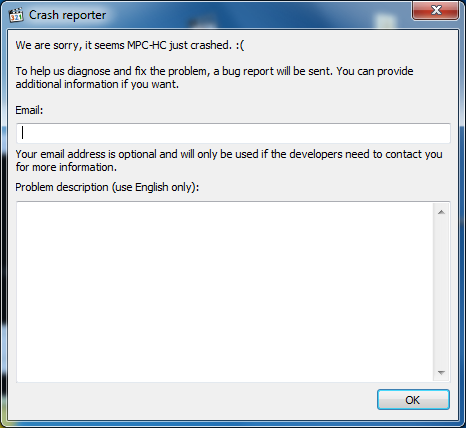 Crash reporter
We are sorry, it seems MPC-HC just crashed. :(
To help us diagnose and fix the problem, a bug report will be sent. You can provide
additional information if you want.
Email:
Your email address is optional and will only be used if the developers need to contact you
for more information.
Problem description (use English only):
OK